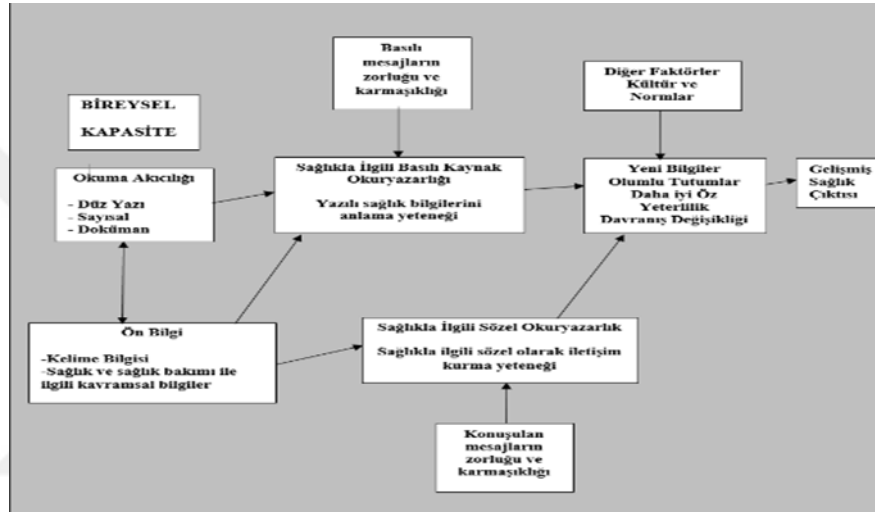 Basılı
mesajların
zorluğu ve
karmaşıklığı
Diğer Faktörler
Kültür ve
Normlar
BİREYSEL
KAPASİTE
Okuma Akıcılığı
- Düz Yazı
- Sayısal
- Doküman
Sağlıkla İlgili Basılı Kaynak
Okuryazarlığı
Yazılı sağlık bilgilerini
anlama yeteneği
Yeni Bilgiler
Olumlu Tutumlar
Daha iyi Öz
Yeterlilik
Davranış Değişikligi
Gelişmiş
Sağlık
Çıktısı
Ön Bilgi
-Kelime Bilgisi
-Sağlık ve sağlık bakımı ile
ilgili kavramsal bilgiler
Sağlıkla İlgili Sözel Okuryazarlık
Sağlıkla ilgili sözel olarak iletişim
kurma yeteneği
Konuşulan
mesajların
zorluğu ve
karmaşıklığı